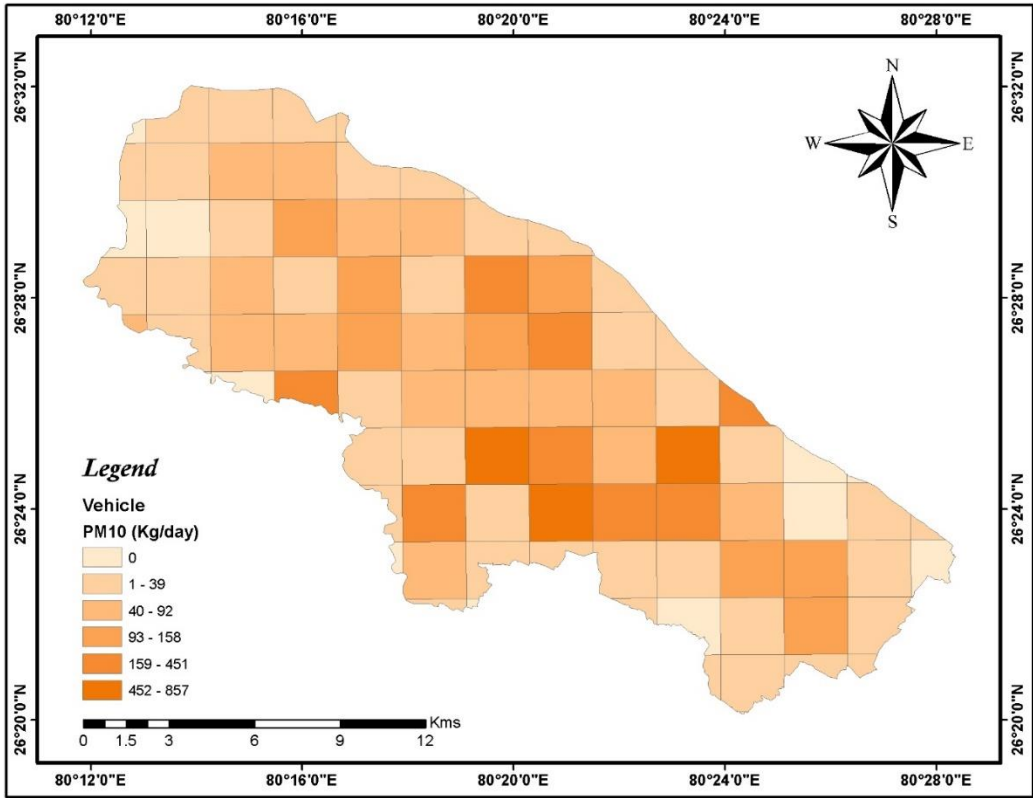 80°12'0"E 80°16'0"E 80°20'0"E 80°24'0"E 80°28'0"E
26°32'0"N 26°32'0"N
N
W E
S
26°28'0"N 26°28'0"N
Legend
Vehicle
26°24'0"N 26°24'0"N
PM10 (Kg/day)
0
1 - 39
40 - 92
93 - 158
159 - 451
452 - 857
26°20'0"N 26°20'0"N
Kms
0 1.5 3 6 9 12
80°12'0"E 80°16'0"E 80°20'0"E 80°24'0"E 80°28'0"E